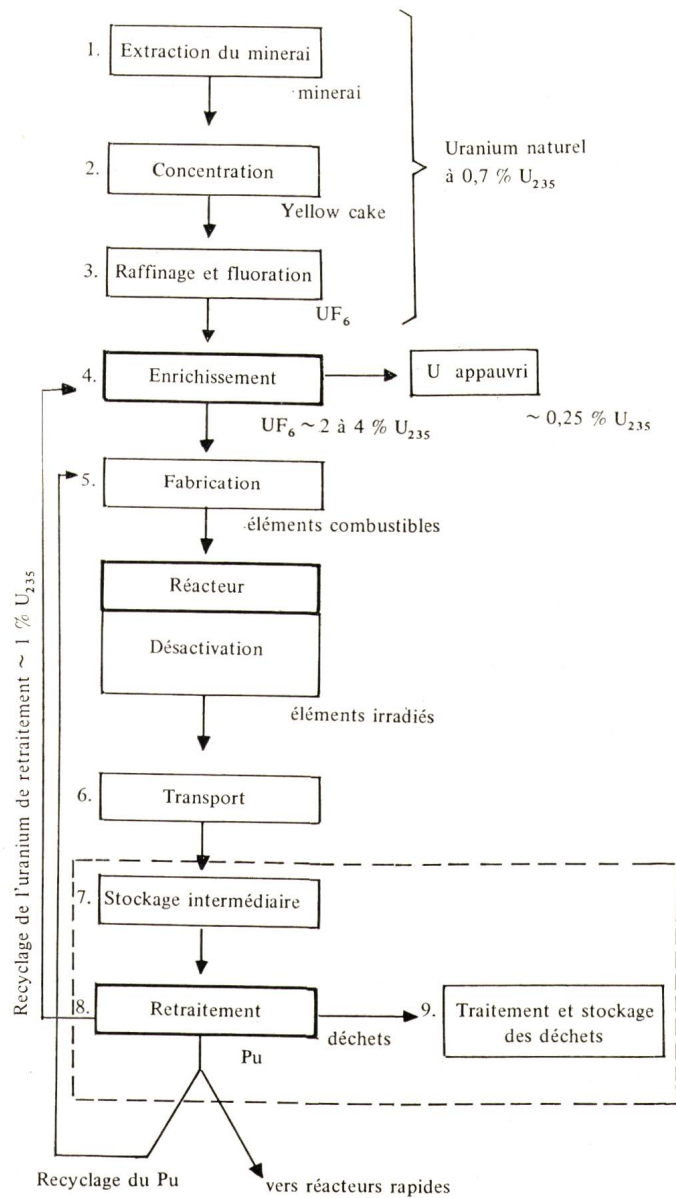 1. Extraction du minerai
minerai
2. Concentration
Yellow cake
Uranium naturel
à 0,7 % U₂₃₅
3. Raffinage et fluoration
UF₆
4. Enrichissement
U appauvri
UF₆ ~ 2 à 4 % U₂₃₅
~ 0,25 % U₂₃₅
5. Fabrication
éléments combustibles
Réacteur
Désactivation
éléments irradiés
6. Transport
7. Stockage intermédiaire
8. Retraitement
déchets
9. Traitement et stockage
des déchets
Pu
Recyclage du Pu
vers réacteurs rapides
Recyclage de l'uranium de retraitement ~ 1 % U₂₃₅